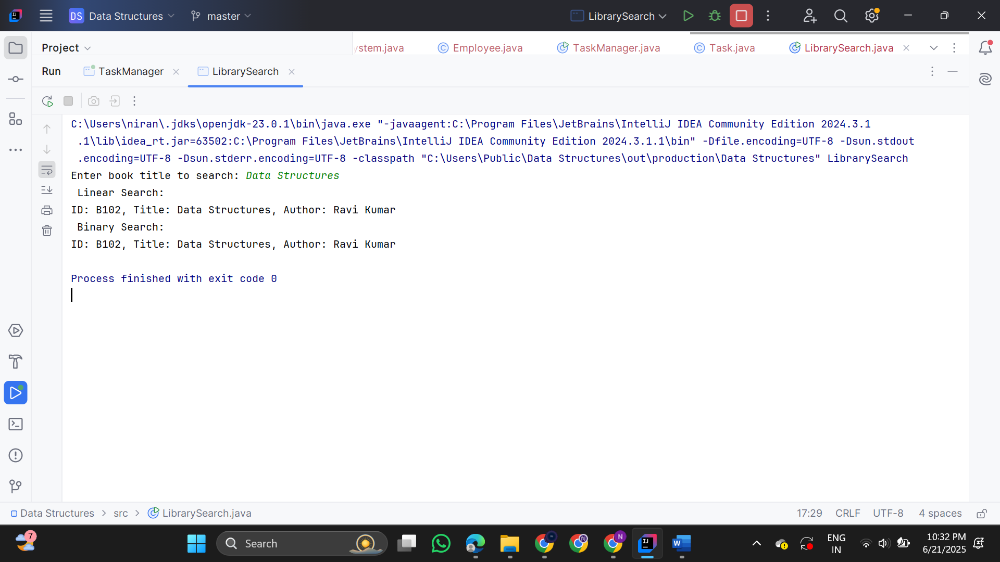 DS Data Structures master LibrarySearch
Project ystem.java Employee.java TaskManager.java Task.java LibrarySearch.java
Run TaskManager LibrarySearch
C:\Users\niran\.jdks\openjdk-23.0.1\bin\java.exe "-javaagent:C:\Program Files\JetBrains\IntelliJ IDEA Community Edition 2024.3.1
.1\lib\idea_rt.jar=63502:C:\Program Files\JetBrains\IntelliJ IDEA Community Edition 2024.3.1.1\bin" -Dfile.encoding=UTF-8 -Dsun.stdout
.encoding=UTF-8 -Dsun.stderr.encoding=UTF-8 -classpath "C:\Users\Public\Data Structures\out\production\Data Structures" LibrarySearch
Enter book title to search: Data Structures
Linear Search:
ID: B102, Title: Data Structures, Author: Ravi Kumar
Binary Search:
ID: B102, Title: Data Structures, Author: Ravi Kumar
Process finished with exit code 0
Data Structures > src > LibrarySearch.java 17:29 CRLF UTF-8 4 spaces
7 Search ENG 10:32 PM
IN 6/21/2025